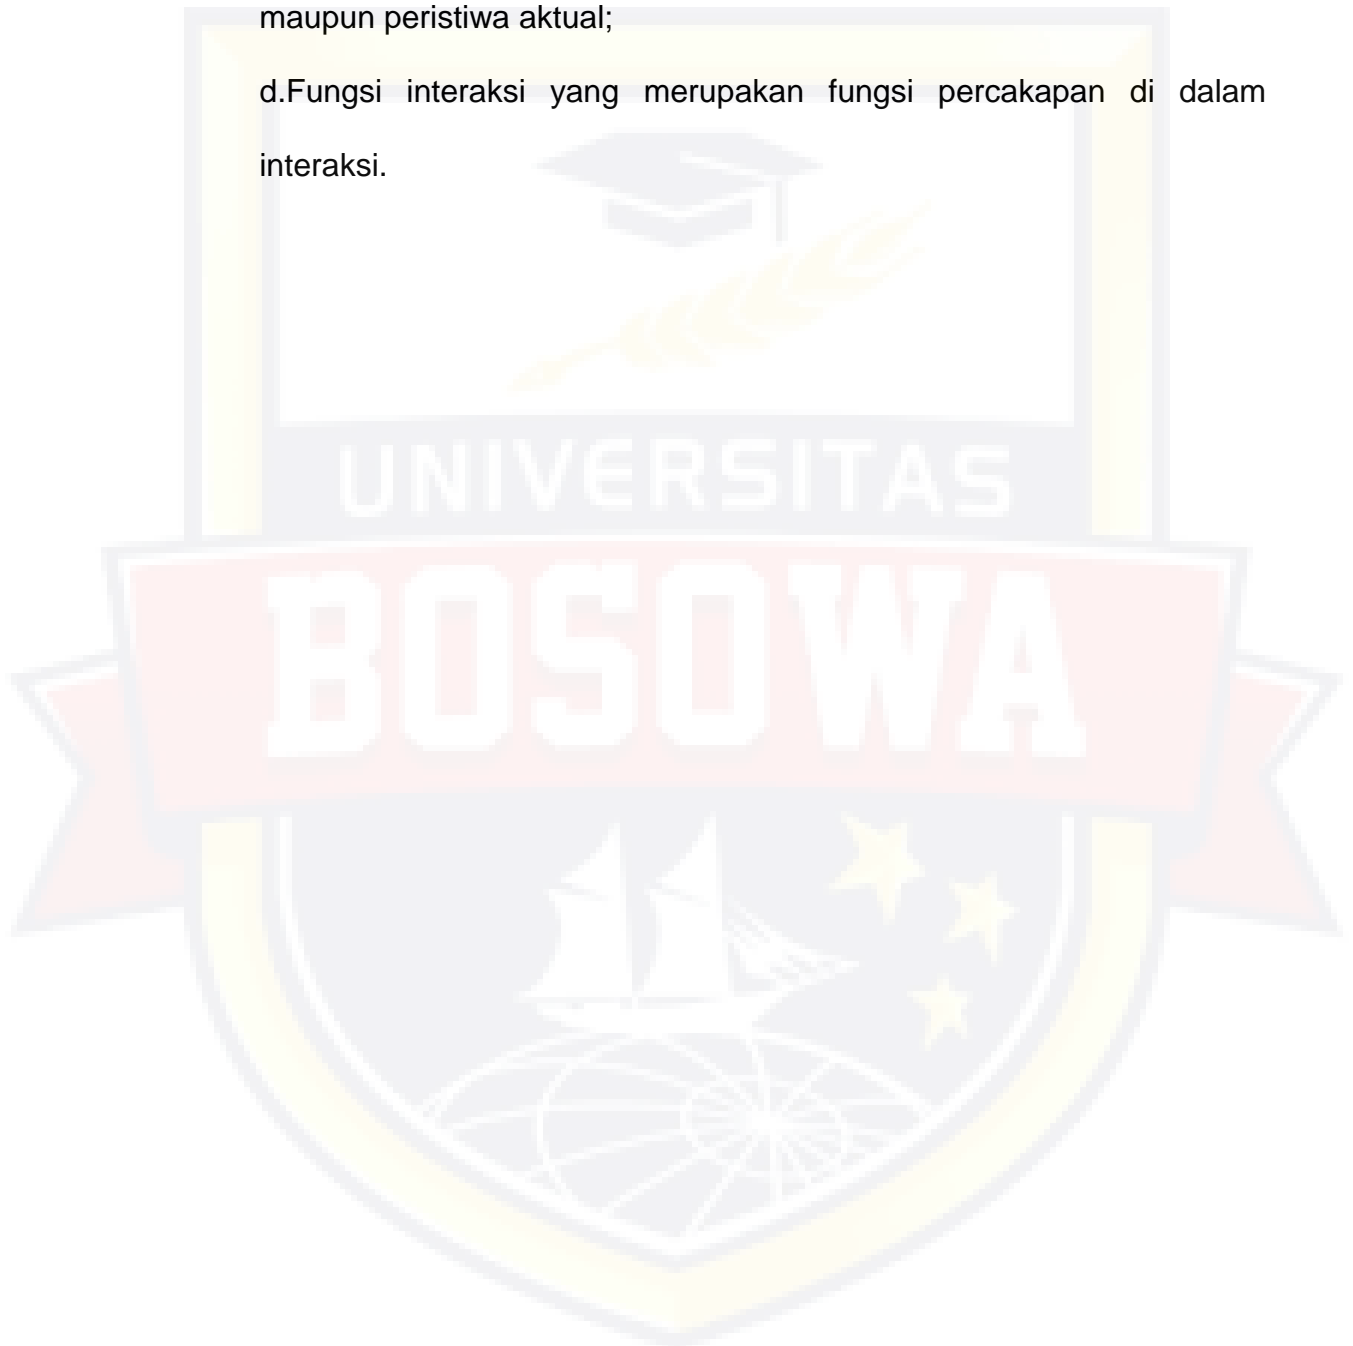 maupun peristiwa aktual;
d.Fungsi interaksi yang merupakan fungsi percakapan di dalam
interaksi.
UNIVERSITAS
BOSOWA